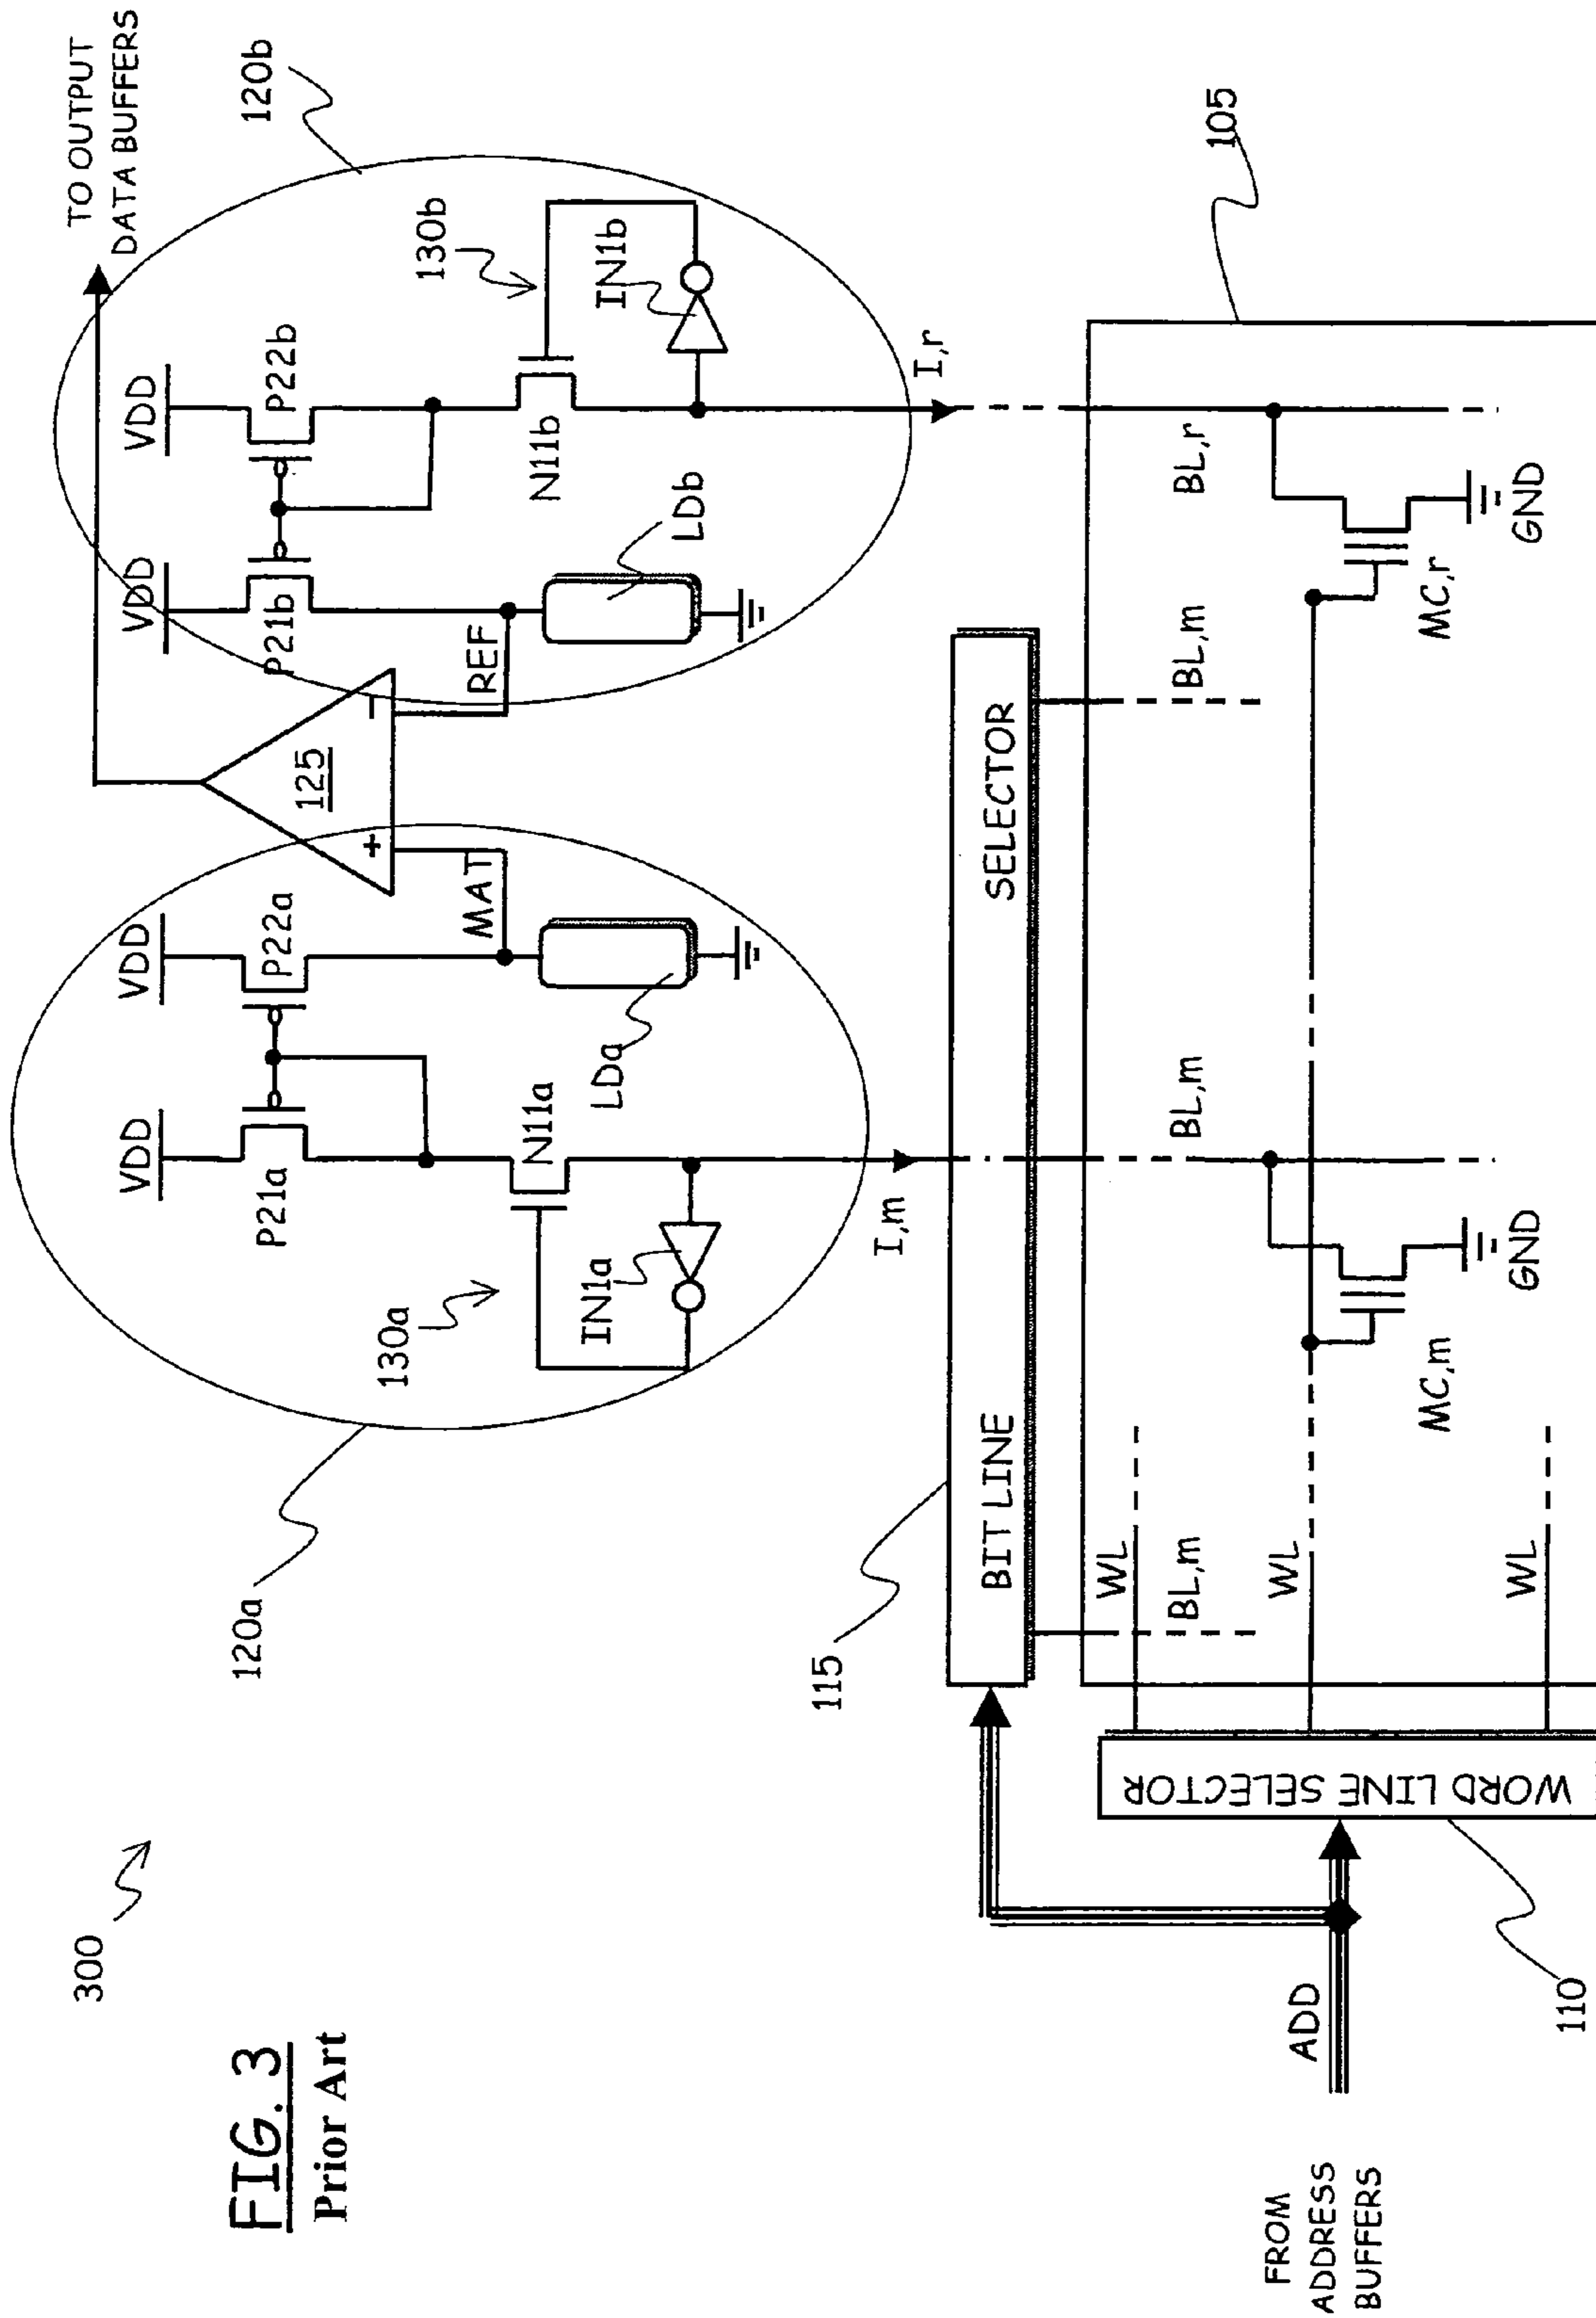 FIG. 3
Prior Art
300
TO OUTPUT
DATA BUFFERS
120a
120b
VDD
VDD
VDD
VDD
P21a
P22a
P21b
P22b
125
+
−
MAT
REF
130a
130b
N11a
N11b
IN1a
IN1b
LDa
LDb
I,m
I,r
115
BIT LINE
SELECTOR
105
WL
BL,m
BL,m
BL,m
BL,r
WL
MC,m
GND
MC,r
GND
WL
WORD LINE SELECTOR
110
ADD
FROM
ADDRESS
BUFFERS